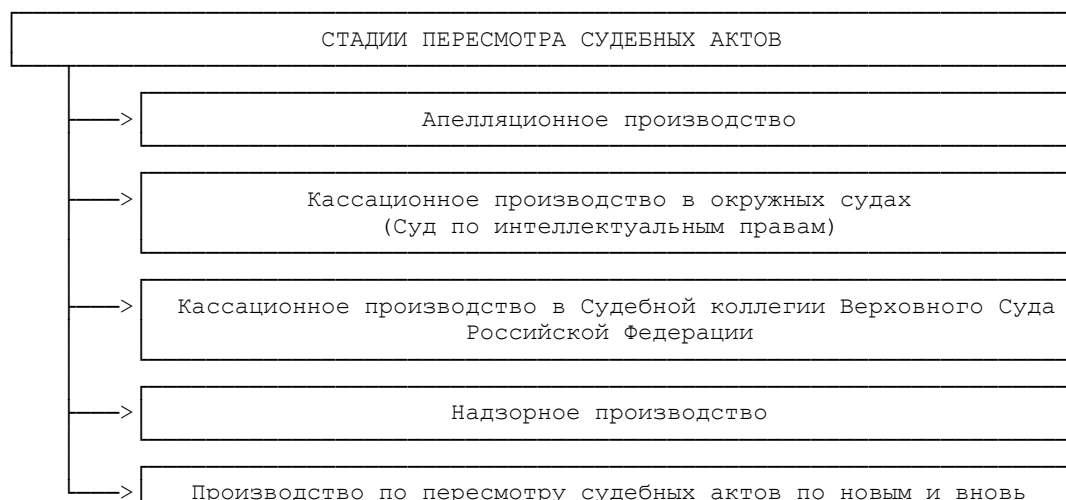 СТАДИИ ПЕРЕСМОТРА СУДЕБНЫХ АКТОВ
Апелляционное производство
Кассационное производство в окружных судах
(Суд по интеллектуальным правам)
Кассационное производство в Судебной коллегии Верховного Суда
Российской Федерации
Надзорное производство
Производство по пересмотру судебных актов по новым и вновь